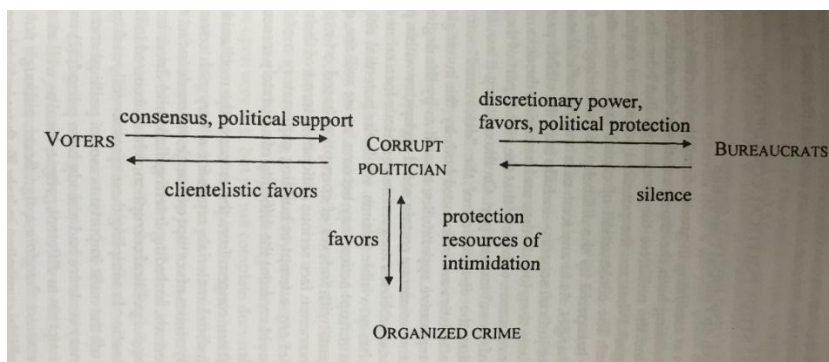 consensus, political support
VOTERS
clientelistic favors
CORRUPT
POLITICIAN
discretionary power,
favors, political protection
BUREAUCRATS
silence
favors
protection
resources of
intimidation
ORGANIZED CRIME